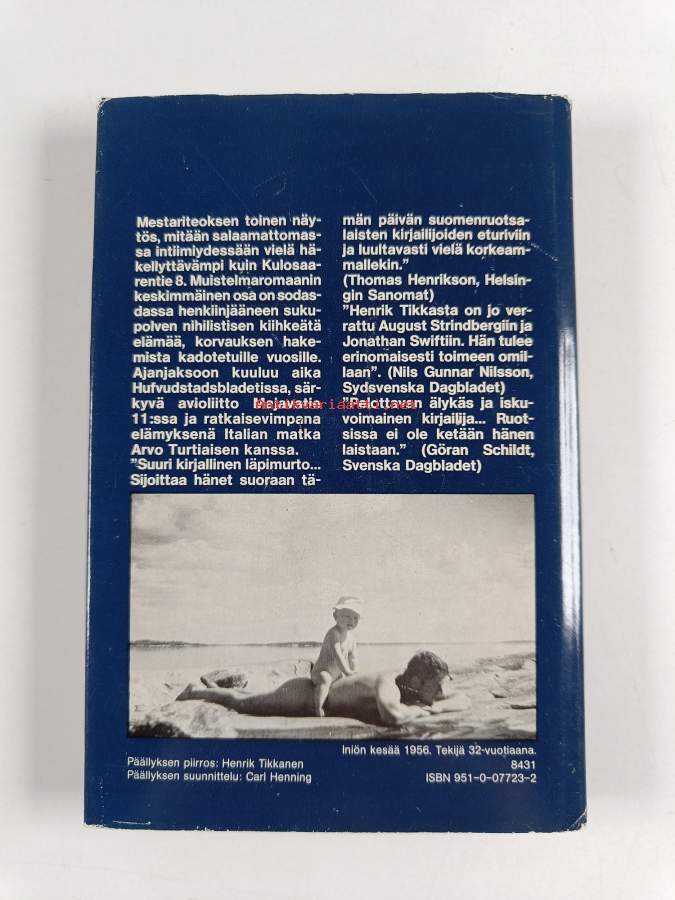 Mestariteoksen toinen näy-
tös, mitään salaamattomas-
sa intiimiydessään vielä hä-
kellyttävämpi kuin Kulosaa-
rentie 8. Muistelmaromaanin
keskimmäinen osa on sodas-
dassa henkiinjääneen suku-
polven nihilistisen kiihkeätä
elämää, korvauksen hake-
mista kadotetuille vuosille.
Ajanjaksoon kuuluu aika
Hufvudstadsbladetissa, sär-
kyvä avioliitto Majavatie
11:ssa ja ratkaisevimpana
elämyksenä Italian matka
Arvo Turtiaisen kanssa.
"Suuri kirjallinen läpimurto...
Sijoittaa hänet suoraan tä-
män päivän suomenruotsa-
laisten kirjailijoiden eturiviin
ja luultavasti vielä korkeam-
mallekin."
(Thomas Henrikson, Helsin-
gin Sanomat)
"Henrik Tikkasta on jo ver-
rattu August Strindbergiin ja
Jonathan Swiftiin. Hän tulee
erinomaisesti toimeen omil-
laan". (Nils Gunnar Nilsson,
Sydsvenska Dagbladet)
"Pelottavan älykäs ja isku-
voimainen kirjailija... Ruot-
sissa ei ole ketään hänen
laistaan." (Göran Schildt,
Svenska Dagbladet)
Iniön kesää 1956. Tekijä 32-vuotiaana.
Päällyksen piirros: Henrik Tikkanen
Päällyksen suunnittelu: Carl Henning
8431
ISBN 951-0-07723-2